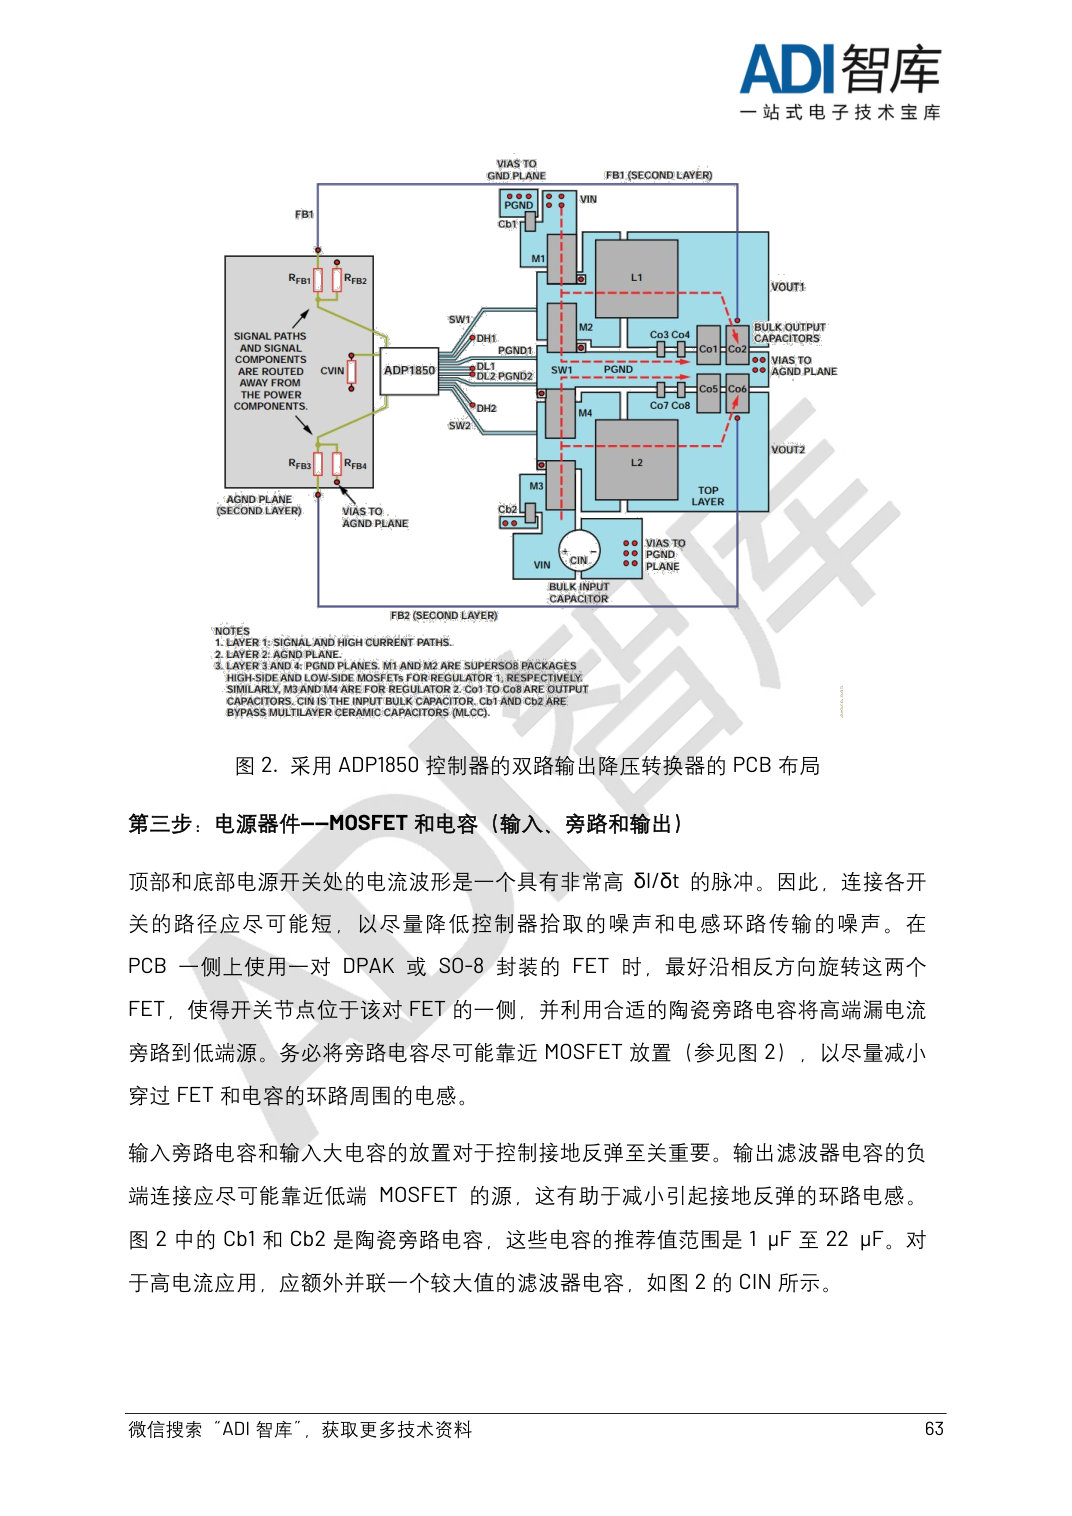 ADI智库
一站式电子技术宝库
VIAS TO
GND PLANE
FB1 (SECOND LAYER)
PGND
VIN
FB1
Cb1
M1
L1
RFB1
RFB2
VOUT1
SW1
M2
BULK OUTPUT
CAPACITORS
SIGNAL PATHS
AND SIGNAL
COMPONENTS
ARE ROUTED
AWAY FROM
THE POWER
COMPONENTS.
DH1
Co3 Co4
PGND1
Co1
Co2
VIAS TO
AGND PLANE
CVIN
ADP1850
DL1
DL2 PGND2
SW1
PGND
Co5
Co6
DH2
Co7 Co8
M4
SW2
VOUT2
RFB3
RFB4
L2
M3
TOP
LAYER
AGND PLANE
(SECOND LAYER)
VIAS TO
AGND PLANE
Cb2
VIAS TO
PGND
PLANE
VIN
+ CIN −
BULK INPUT
CAPACITOR
FB2 (SECOND LAYER)
NOTES
1. LAYER 1: SIGNAL AND HIGH CURRENT PATHS.
2. LAYER 2: AGND PLANE.
3. LAYER 3 AND 4: PGND PLANES. M1 AND M2 ARE SUPERSO8 PACKAGES
HIGH-SIDE AND LOW-SIDE MOSFETs FOR REGULATOR 1, RESPECTIVELY.
SIMILARLY, M3 AND M4 ARE FOR REGULATOR 2. Co1 TO Co8 ARE OUTPUT
CAPACITORS. CIN IS THE INPUT BULK CAPACITOR. Cb1 AND Cb2 ARE
BYPASS MULTILAYER CERAMIC CAPACITORS (MLCC).
图 2. 采用 ADP1850 控制器的双路输出降压转换器的 PCB 布局
第三步：电源器件——MOSFET 和电容（输入、旁路和输出）
顶部和底部电源开关处的电流波形是一个具有非常高 δI/δt 的脉冲。因此，连接各开
关的路径应尽可能短，以尽量降低控制器拾取的噪声和电感环路传输的噪声。在
PCB 一侧上使用一对 DPAK 或 SO-8 封装的 FET 时，最好沿相反方向旋转这两个
FET，使得开关节点位于该对 FET 的一侧，并利用合适的陶瓷旁路电容将高端漏电流
旁路到低端源。务必将旁路电容尽可能靠近 MOSFET 放置（参见图 2），以尽量减小
穿过 FET 和电容的环路周围的电感。
输入旁路电容和输入大电容的放置对于控制接地反弹至关重要。输出滤波器电容的负
端连接应尽可能靠近低端 MOSFET 的源，这有助于减小引起接地反弹的环路电感。
图 2 中的 Cb1 和 Cb2 是陶瓷旁路电容，这些电容的推荐值范围是 1 μF 至 22 μF。对
于高电流应用，应额外并联一个较大值的滤波器电容，如图 2 的 CIN 所示。
微信搜索“ADI 智库”，获取更多技术资料
63
ADI智库